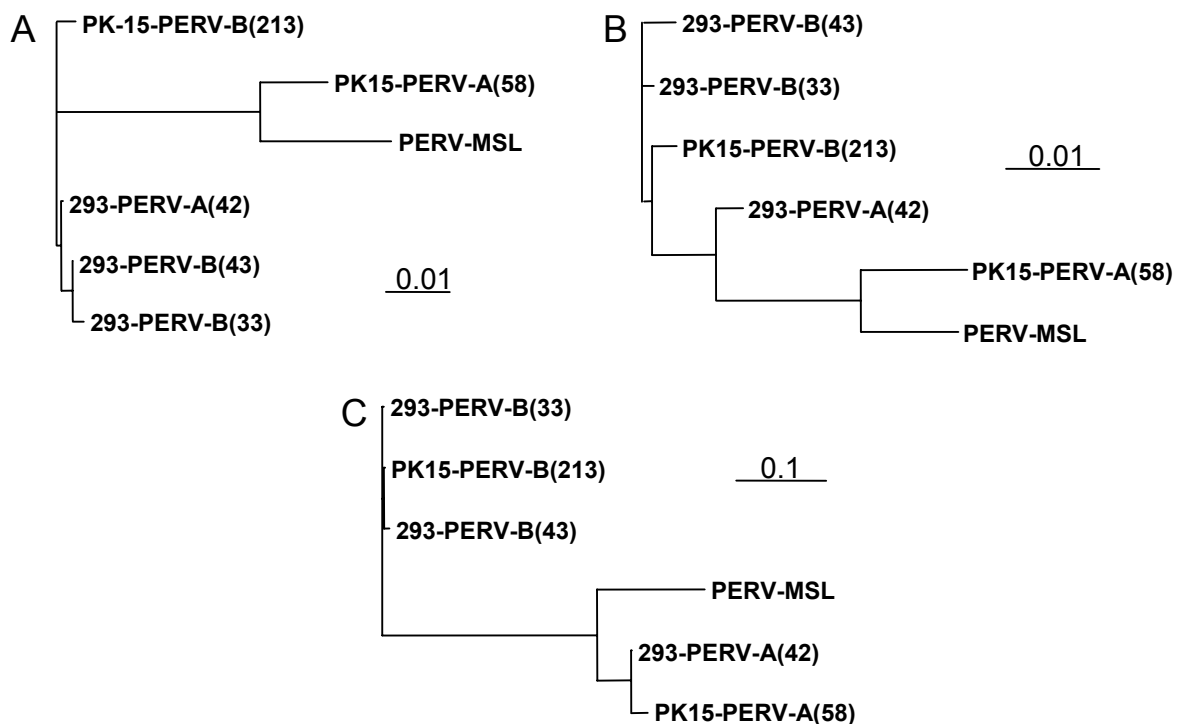 A
PK-15-PERV-B(213)
PK15-PERV-A(58)
PERV-MSL
293-PERV-A(42)
293-PERV-B(43)
293-PERV-B(33)
0.01
B
293-PERV-B(43)
293-PERV-B(33)
PK15-PERV-B(213)
0.01
293-PERV-A(42)
PK15-PERV-A(58)
PERV-MSL
C
293-PERV-B(33)
PK15-PERV-B(213)
0.1
293-PERV-B(43)
PERV-MSL
293-PERV-A(42)
PK15-PERV-A(58)